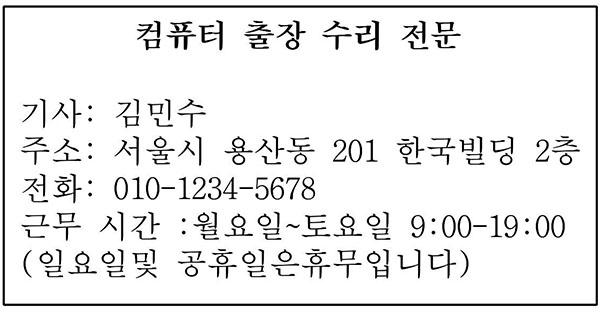 컴퓨터 출장 수리 전문
기사: 김민수
주소: 서울시 용산동 201 한국빌딩 2층
전화: 010-1234-5678
근무 시간 :월요일~토요일 9:00-19:00
(일요일및 공휴일은휴무입니다)